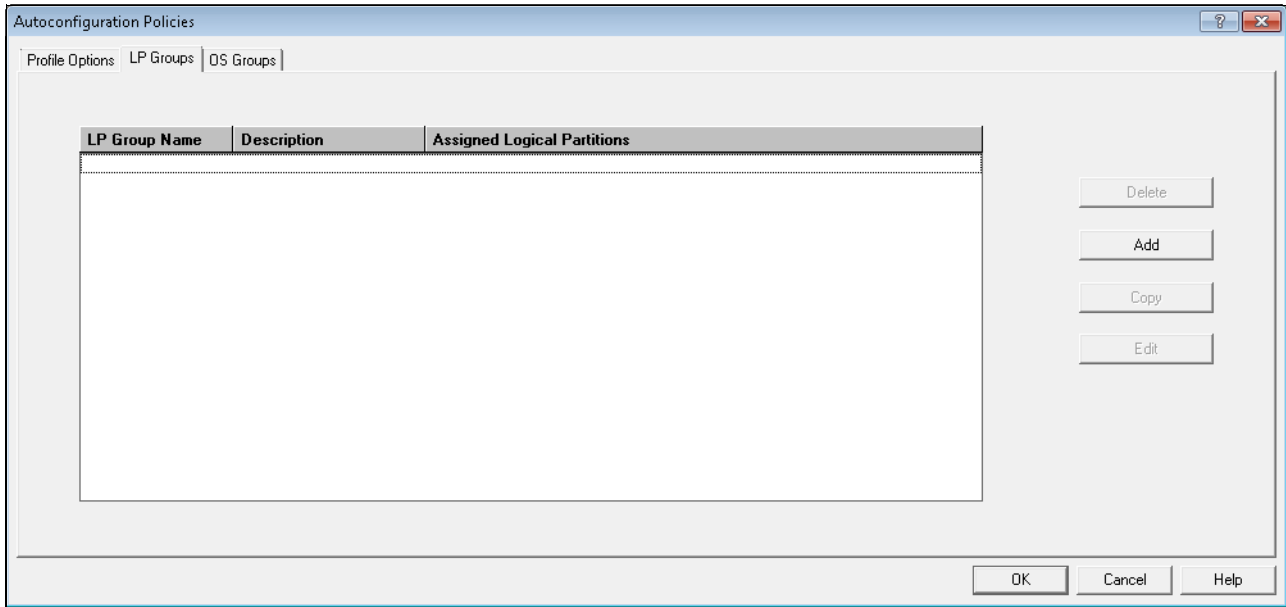 Autoconfiguration Policies
Profile Options LP Groups OS Groups
LP Group Name Description Assigned Logical Partitions
Delete
Add
Copy
Edit
OK Cancel Help